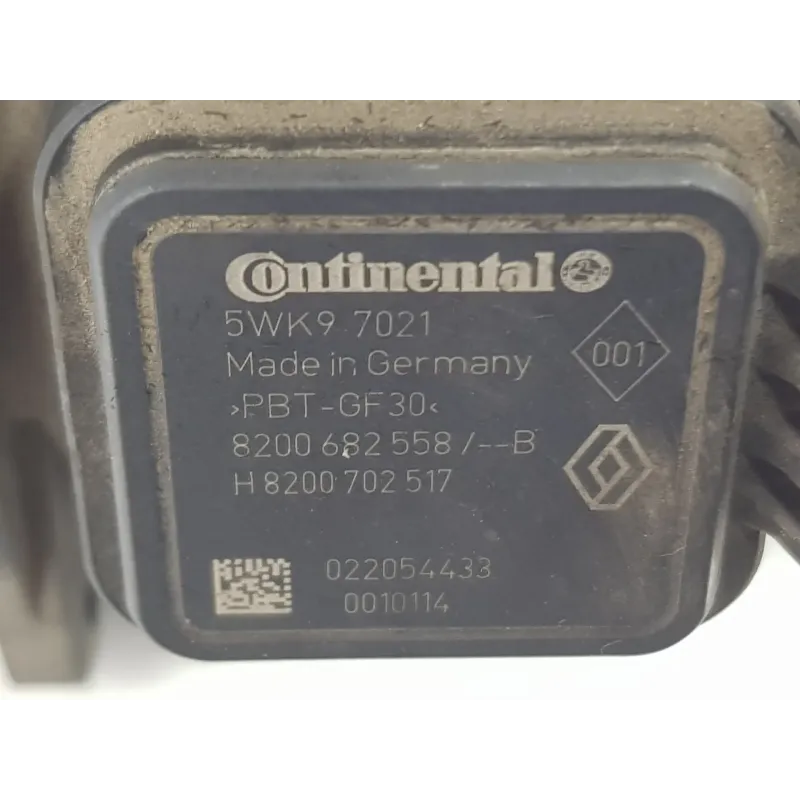 Continental
5WK9 7021
001
Made in Germany
>PBT-GF30<
8200 682 558 /--B
H 8200 702 517
022054433
0010114